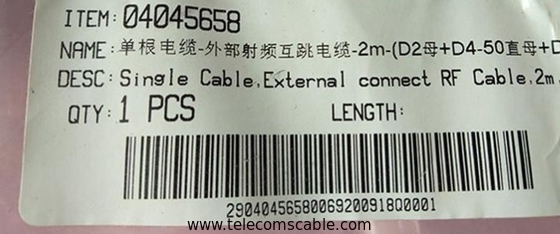 ITEM:04045658
NAME:单根电缆-外部射频互跳电缆-2m-(D2母+D4-50直母+D
DESC:Single Cable,External connect RF Cable,2m
QTY:1 PCS LENGTH:
29040456580069200918Q0001
www.telecomscable.com